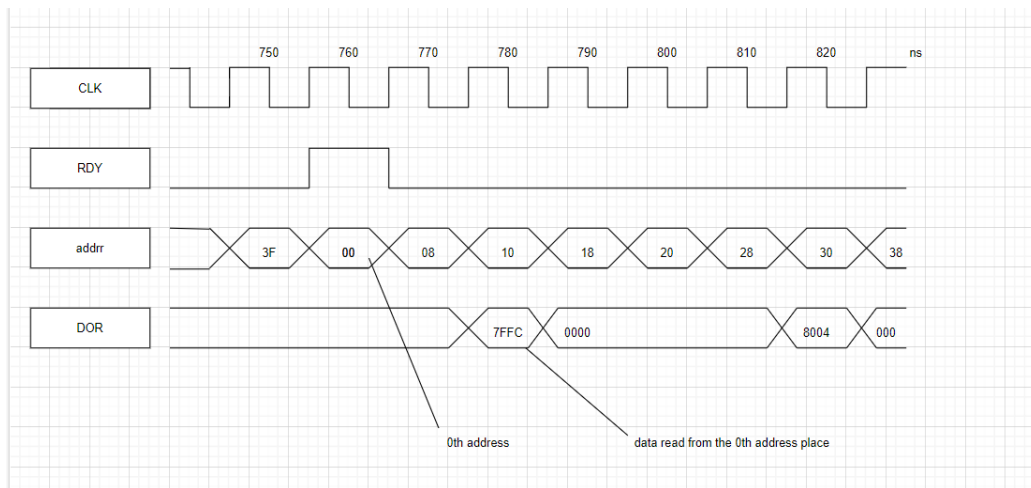 750 760 770 780 790 800 810 820 ns
CLK
RDY
addrr 3F 00 08 10 18 20 28 30 38
DOR 7FFC 0000 8004 000
0th address
data read from the 0th address place